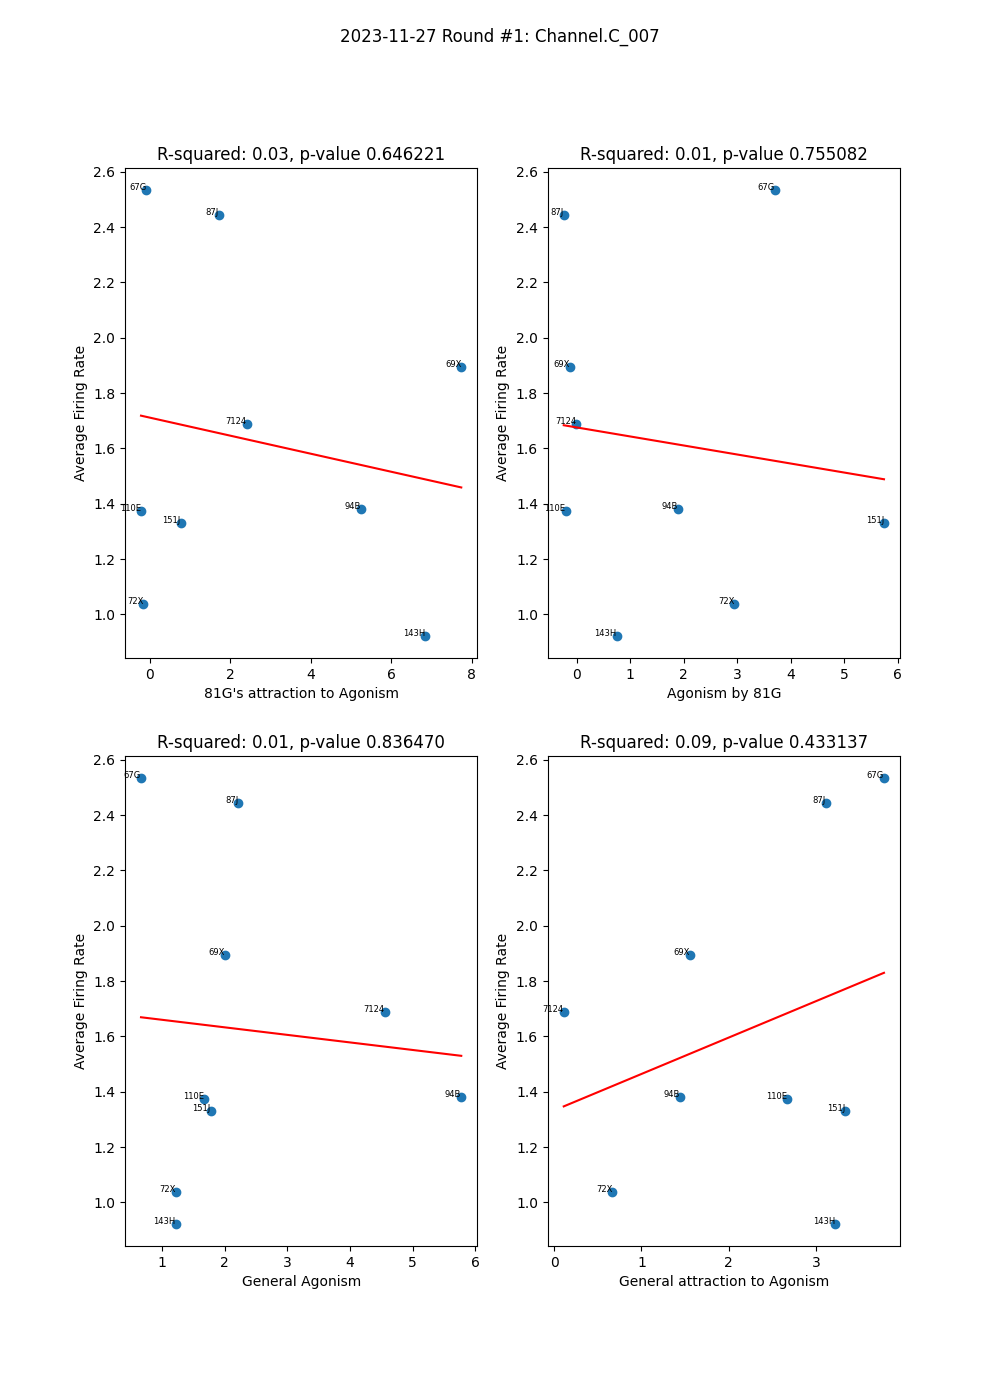 2023-11-27 Round #1: Channel.C_007
R-squared: 0.03, p-value 0.646221
2.6
2.4
2.2
2.0
1.8
1.6
1.4
1.2
1.0
Average Firing Rate
67G
87J
69X
7124
94B
110E
151J
72X
143H
0 2 4 6 8
81G's attraction to Agonism
R-squared: 0.01, p-value 0.755082
2.6
2.4
2.2
2.0
1.8
1.6
1.4
1.2
1.0
Average Firing Rate
67G
87J
69X
7124
94B
110E
151J
72X
143H
0 1 2 3 4 5 6
Agonism by 81G
R-squared: 0.01, p-value 0.836470
2.6
2.4
2.2
2.0
1.8
1.6
1.4
1.2
1.0
Average Firing Rate
67G
87J
69X
7124
94B
110E
151J
72X
143H
1 2 3 4 5 6
General Agonism
R-squared: 0.09, p-value 0.433137
2.6
2.4
2.2
2.0
1.8
1.6
1.4
1.2
1.0
Average Firing Rate
67G
87J
69X
7124
94B
110E
151J
72X
143H
0 1 2 3
General attraction to Agonism